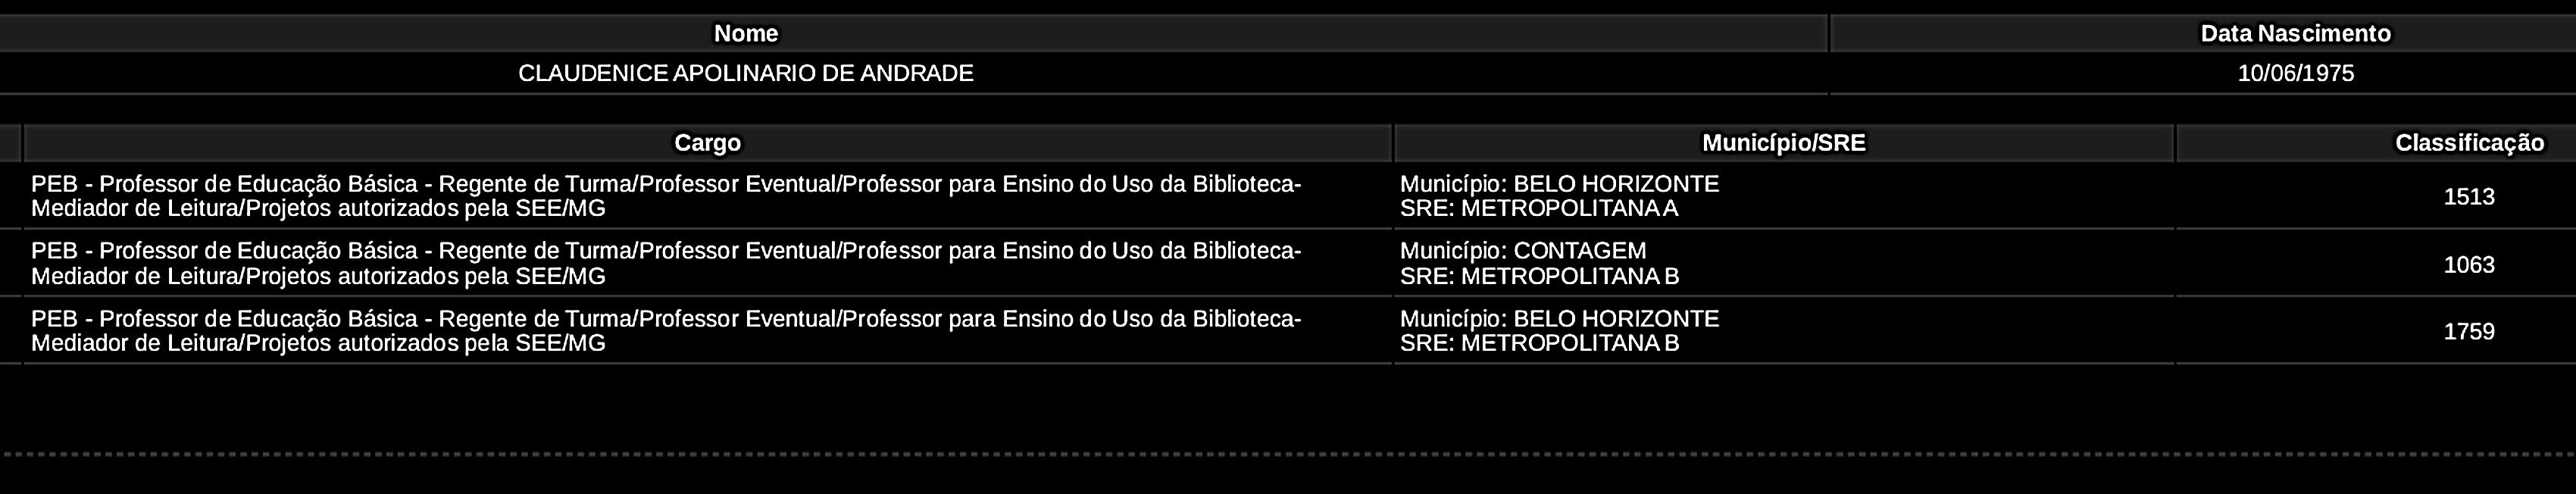 Nome Data Nascimento
CLAUDENICE APOLINARIO DE ANDRADE 10/06/1975
Cargo Município/SRE Classificação
PEB - Professor de Educação Básica - Regente de Turma/Professor Eventual/Professor para Ensino do Uso da Biblioteca- Município: BELO HORIZONTE
Mediador de Leitura/Projetos autorizados pela SEE/MG SRE: METROPOLITANA A 1513
PEB - Professor de Educação Básica - Regente de Turma/Professor Eventual/Professor para Ensino do Uso da Biblioteca- Município: CONTAGEM
Mediador de Leitura/Projetos autorizados pela SEE/MG SRE: METROPOLITANA B 1063
PEB - Professor de Educação Básica - Regente de Turma/Professor Eventual/Professor para Ensino do Uso da Biblioteca- Município: BELO HORIZONTE
Mediador de Leitura/Projetos autorizados pela SEE/MG SRE: METROPOLITANA B 1759